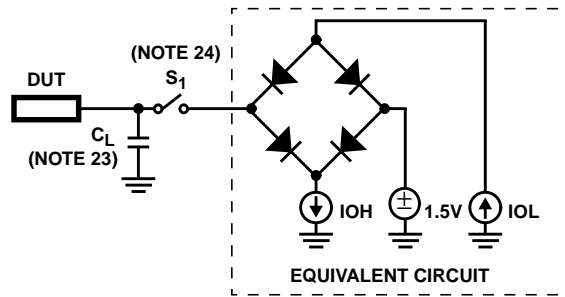 (NOTE 24)
DUT
S1
CL
(NOTE 23)
IOH
±
1.5V
IOL
EQUIVALENT CIRCUIT